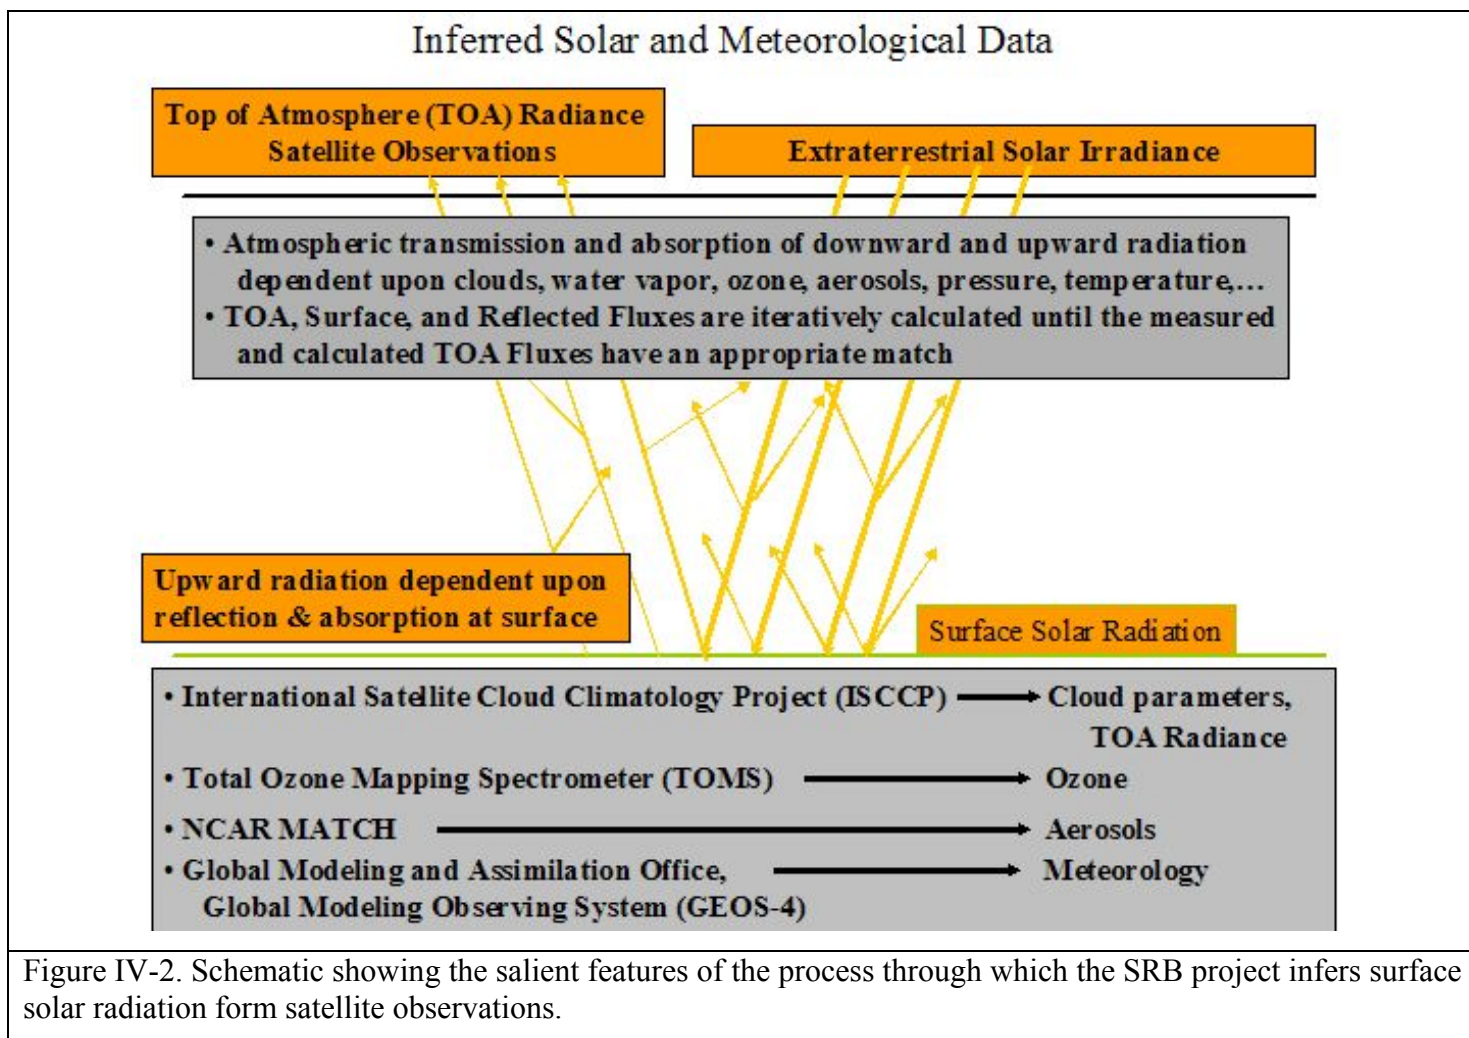 Inferred Solar and Meteorological Data
Top of Atmosphere (TOA) Radiance
Satellite Observations
Extraterrestrial Solar Irradiance
• Atmospheric transmission and absorption of downward and upward radiation
dependent upon clouds, water vapor, ozone, aerosols, pressure, temperature,…
• TOA, Surface, and Reflected Fluxes are iteratively calculated until the measured
and calculated TOA Fluxes have an appropriate match
Upward radiation dependent upon
reflection & absorption at surface
Surface Solar Radiation
• International Satellite Cloud Climatology Project (ISCCP) Cloud parameters,
TOA Radiance
• Total Ozone Mapping Spectrometer (TOMS) Ozone
• NCAR MATCH Aerosols
• Global Modeling and Assimilation Office, Meteorology
Global Modeling Observing System (GEOS-4)
Figure IV-2. Schematic showing the salient features of the process through which the SRB project infers surface
solar radiation form satellite observations.